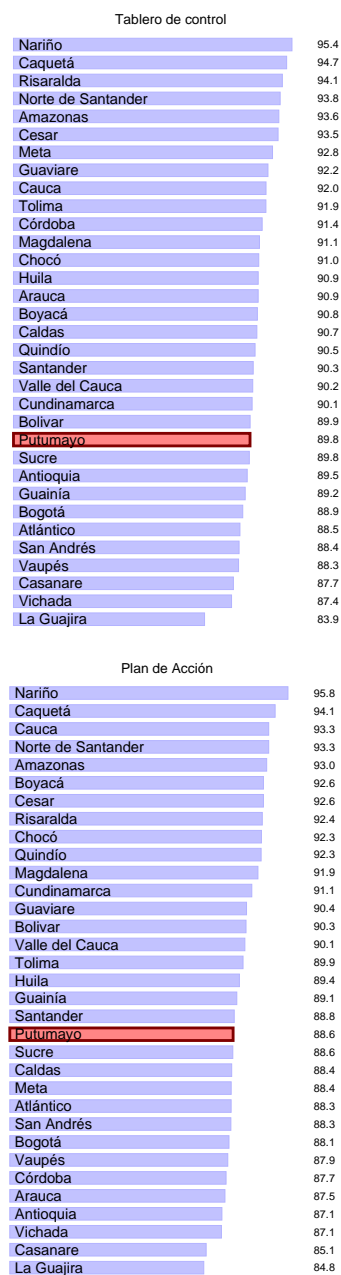 Tablero de control
Nariño 95.4
Caquetá 94.7
Risaralda 94.1
Norte de Santander 93.8
Amazonas 93.6
Cesar 93.5
Meta 92.8
Guaviare 92.2
Cauca 92.0
Tolima 91.9
Córdoba 91.4
Magdalena 91.1
Chocó 91.0
Huila 90.9
Arauca 90.9
Boyacá 90.8
Caldas 90.7
Quindío 90.5
Santander 90.3
Valle del Cauca 90.2
Cundinamarca 90.1
Bolivar 89.9
Putumayo 89.8
Sucre 89.8
Antioquia 89.5
Guainía 89.2
Bogotá 88.9
Atlántico 88.5
San Andrés 88.4
Vaupés 88.3
Casanare 87.7
Vichada 87.4
La Guajira 83.9
Plan de Acción
Nariño 95.8
Caquetá 94.1
Cauca 93.3
Norte de Santander 93.3
Amazonas 93.0
Boyacá 92.6
Cesar 92.6
Risaralda 92.4
Chocó 92.3
Quindío 92.3
Magdalena 91.9
Cundinamarca 91.1
Guaviare 90.4
Bolivar 90.3
Valle del Cauca 90.1
Tolima 89.9
Huila 89.4
Guainía 89.1
Santander 88.8
Putumayo 88.6
Sucre 88.6
Caldas 88.4
Meta 88.4
Atlántico 88.3
San Andrés 88.3
Bogotá 88.1
Vaupés 87.9
Córdoba 87.7
Arauca 87.5
Antioquia 87.1
Vichada 87.1
Casanare 85.1
La Guajira 84.8